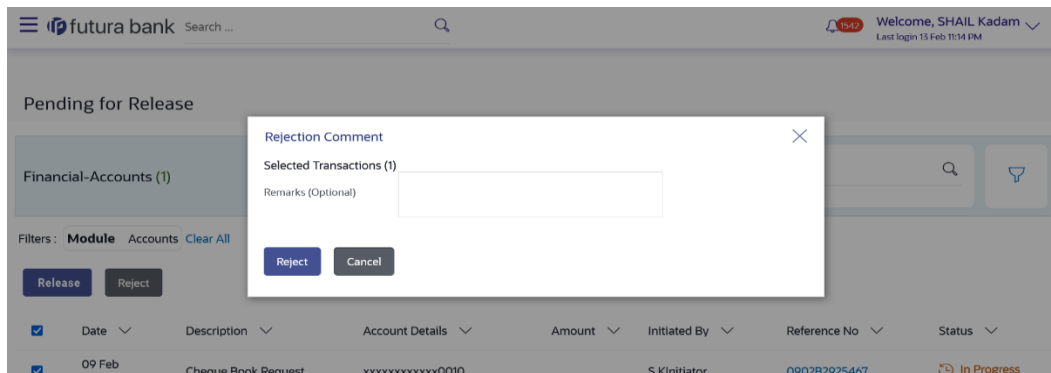 futura bank Search ... 1542 Welcome, SHAIL Kadam
Last login 13 Feb 11:14 PM
Pending for Release
Rejection Comment
Selected Transactions (1)
Remarks (Optional)
Financial-Accounts (1)
Filters : Module Accounts Clear All
Reject Cancel
Release Reject
Date Description Account Details Amount Initiated By Reference No Status
09 Feb
Cheque Book Request xxxxxxxxxxxx0010 S KInitiator 0902B2925467 In Progress